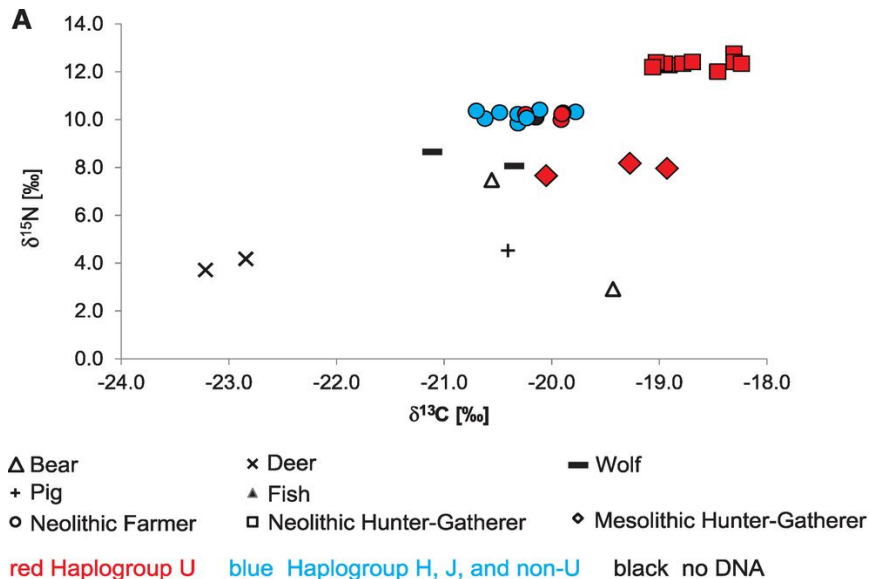 A
14.0
12.0
10.0
8.0
6.0
4.0
2.0
0.0
δ15N [‰]
-24.0 -23.0 -22.0 -21.0 -20.0 -19.0 -18.0
δ13C [‰]
Bear Deer Wolf
Pig Fish
Neolithic Farmer Neolithic Hunter-Gatherer Mesolithic Hunter-Gatherer
red Haplogroup U blue Haplogroup H, J, and non-U black no DNA